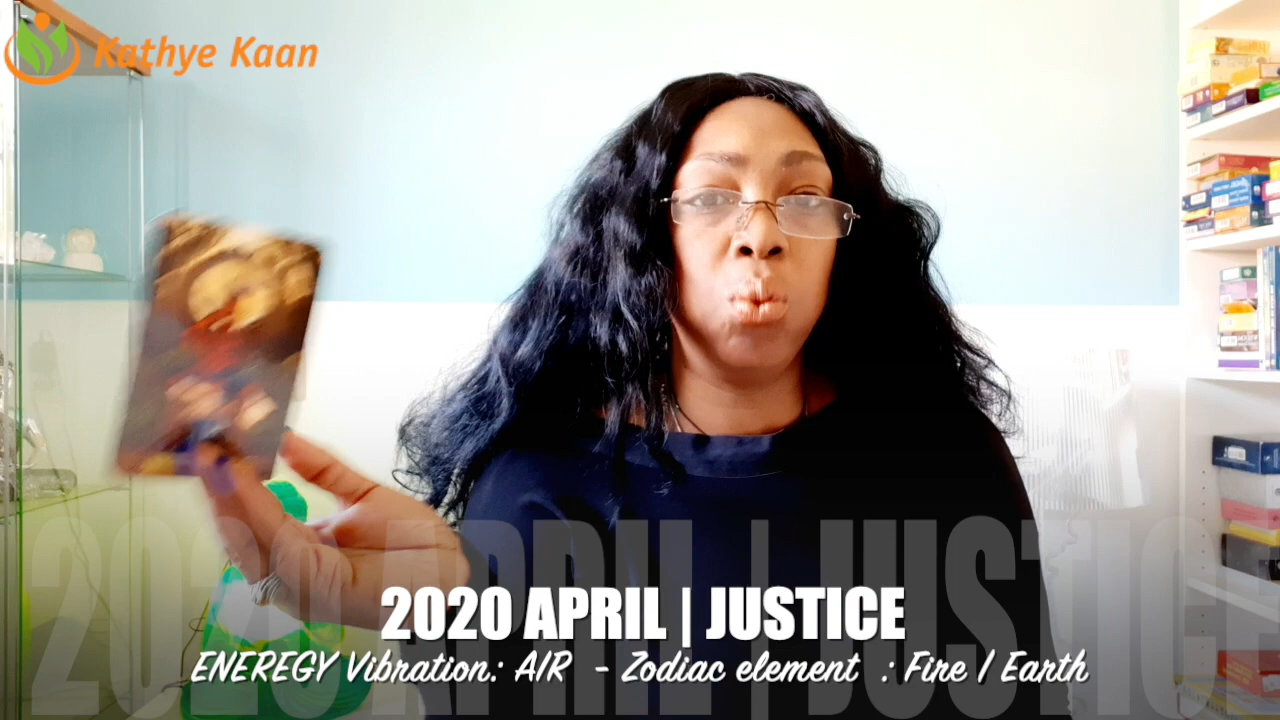 Kathye Kaan
2020 APRIL | JUSTICE
2020 APRIL | JUSTICE
ENEREGY Vibration: AIR - Zodiac element : Fire / Earth